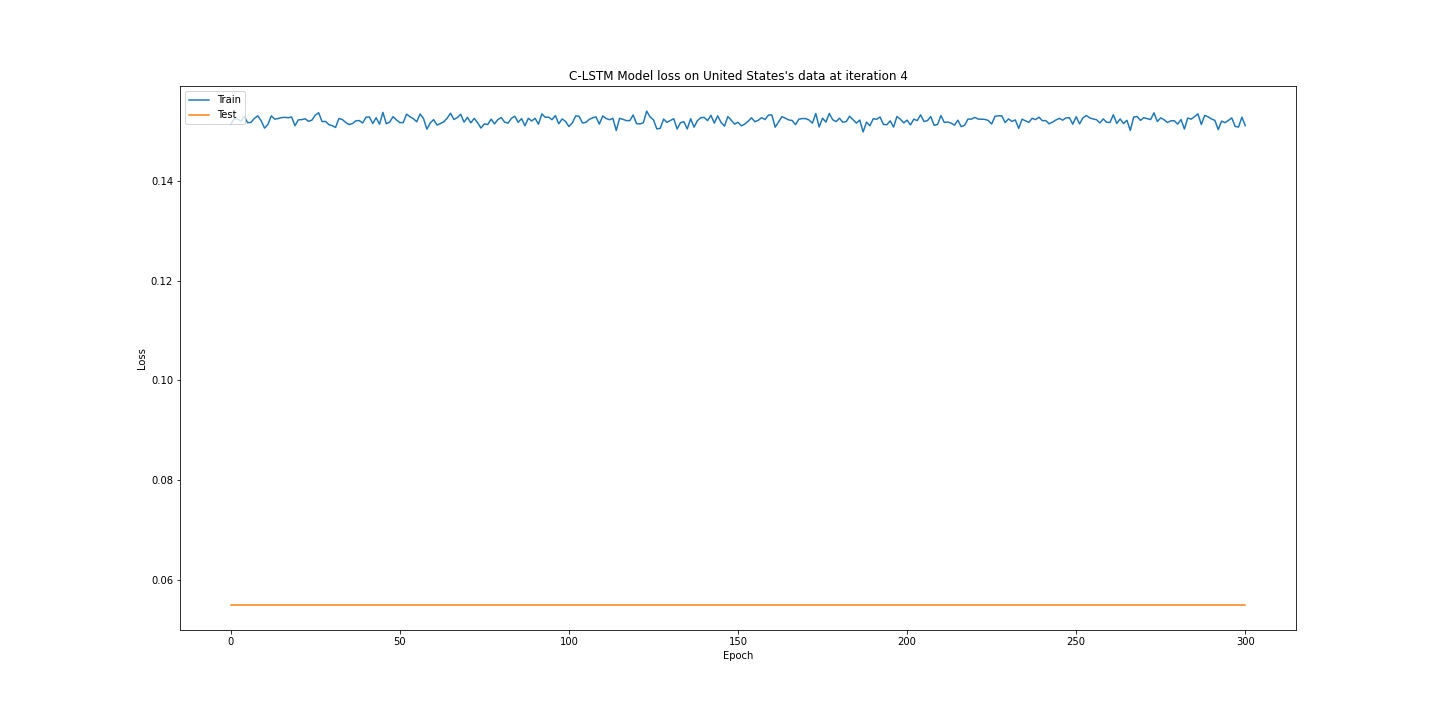 C-LSTM Model loss on United States's data at iteration 4
Train
Test
0.14
0.12
0.10
0.08
0.06
Loss
0
50
100
150
200
250
300
Epoch